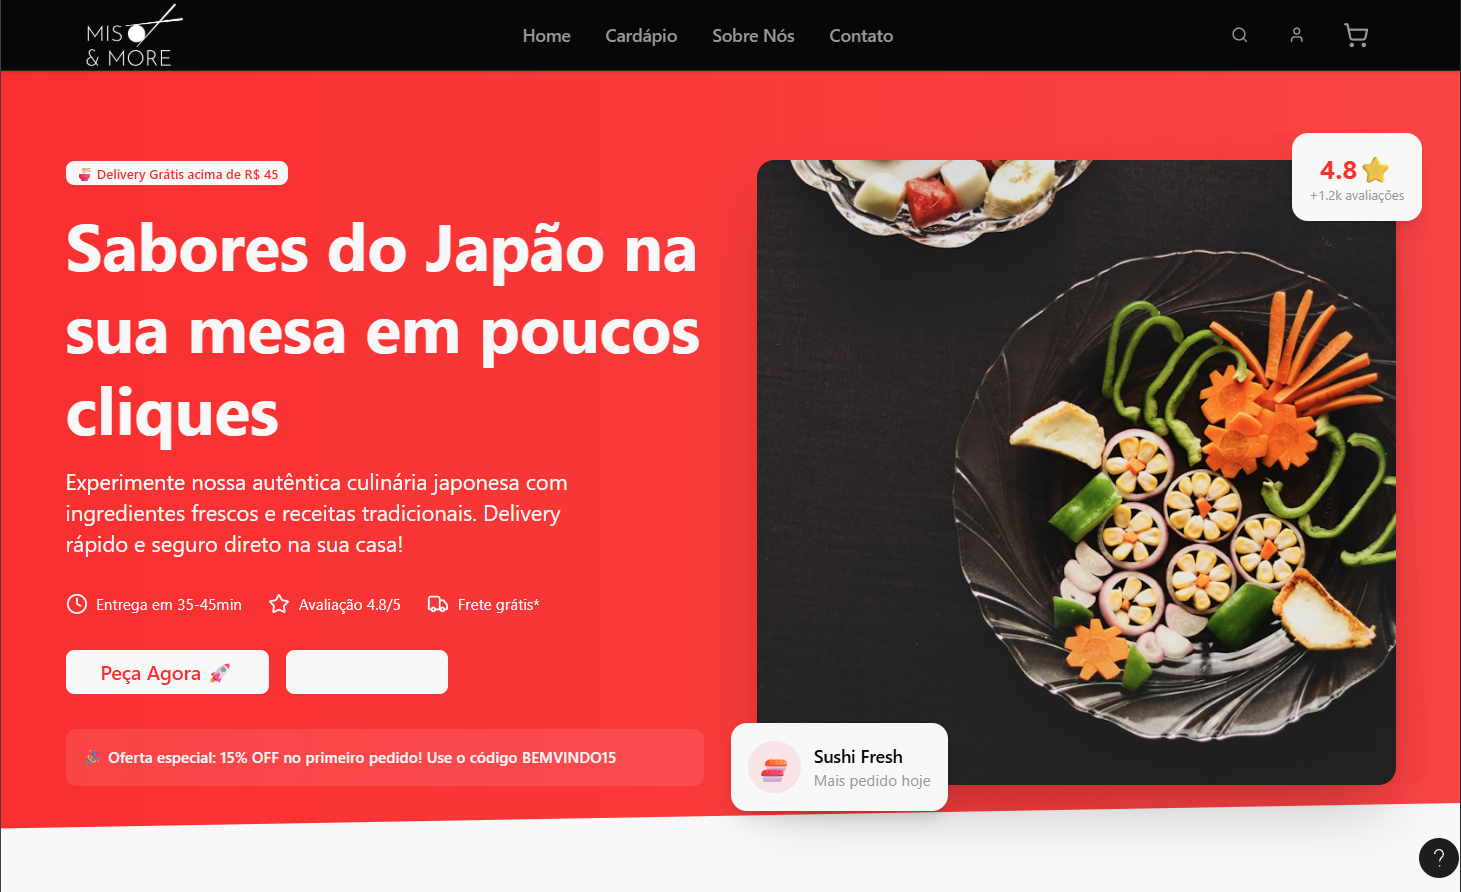 MISO
& MORE
Home
Cardápio
Sobre Nós
Contato
Delivery Grátis acima de R$ 45
Sabores do Japão na
sua mesa em poucos
cliques
Experimente nossa autêntica culinária japonesa com
ingredientes frescos e receitas tradicionais. Delivery
rápido e seguro direto na sua casa!
Entrega em 35-45min
Avaliação 4.8/5
Frete grátis*
Peça Agora 🚀
Oferta especial: 15% OFF no primeiro pedido! Use o código BEMVINDO15
4.8⭐
+1.2k avaliações
Sushi Fresh
Mais pedido hoje
?